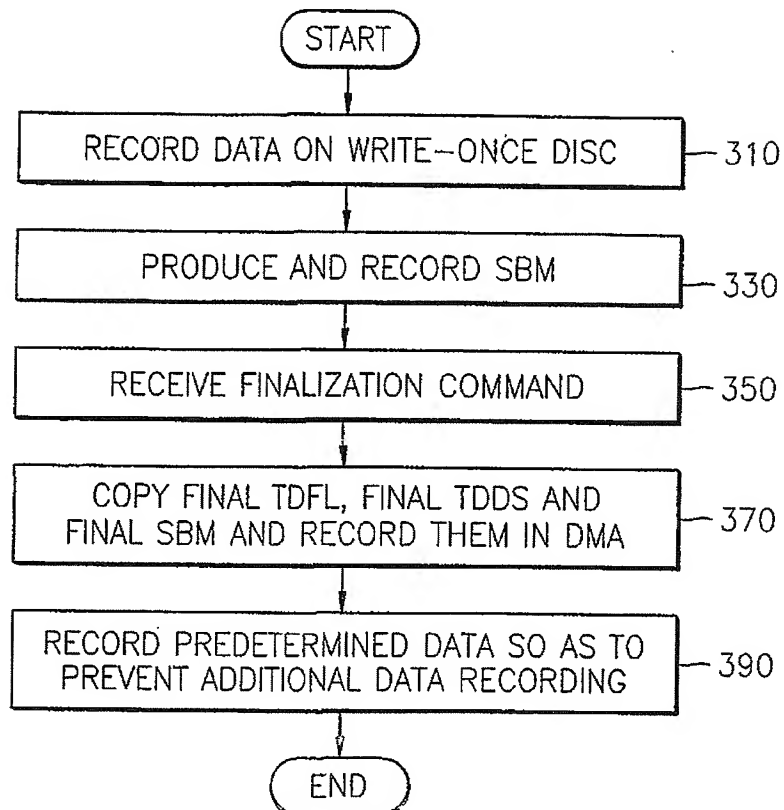 START
RECORD DATA ON WRITE-ONCE DISC
310
PRODUCE AND RECORD SBM
330
RECEIVE FINALIZATION COMMAND
350
COPY FINAL TDFL, FINAL TDDS AND
FINAL SBM AND RECORD THEM IN DMA
370
RECORD PREDETERMINED DATA SO AS TO
PREVENT ADDITIONAL DATA RECORDING
390
END